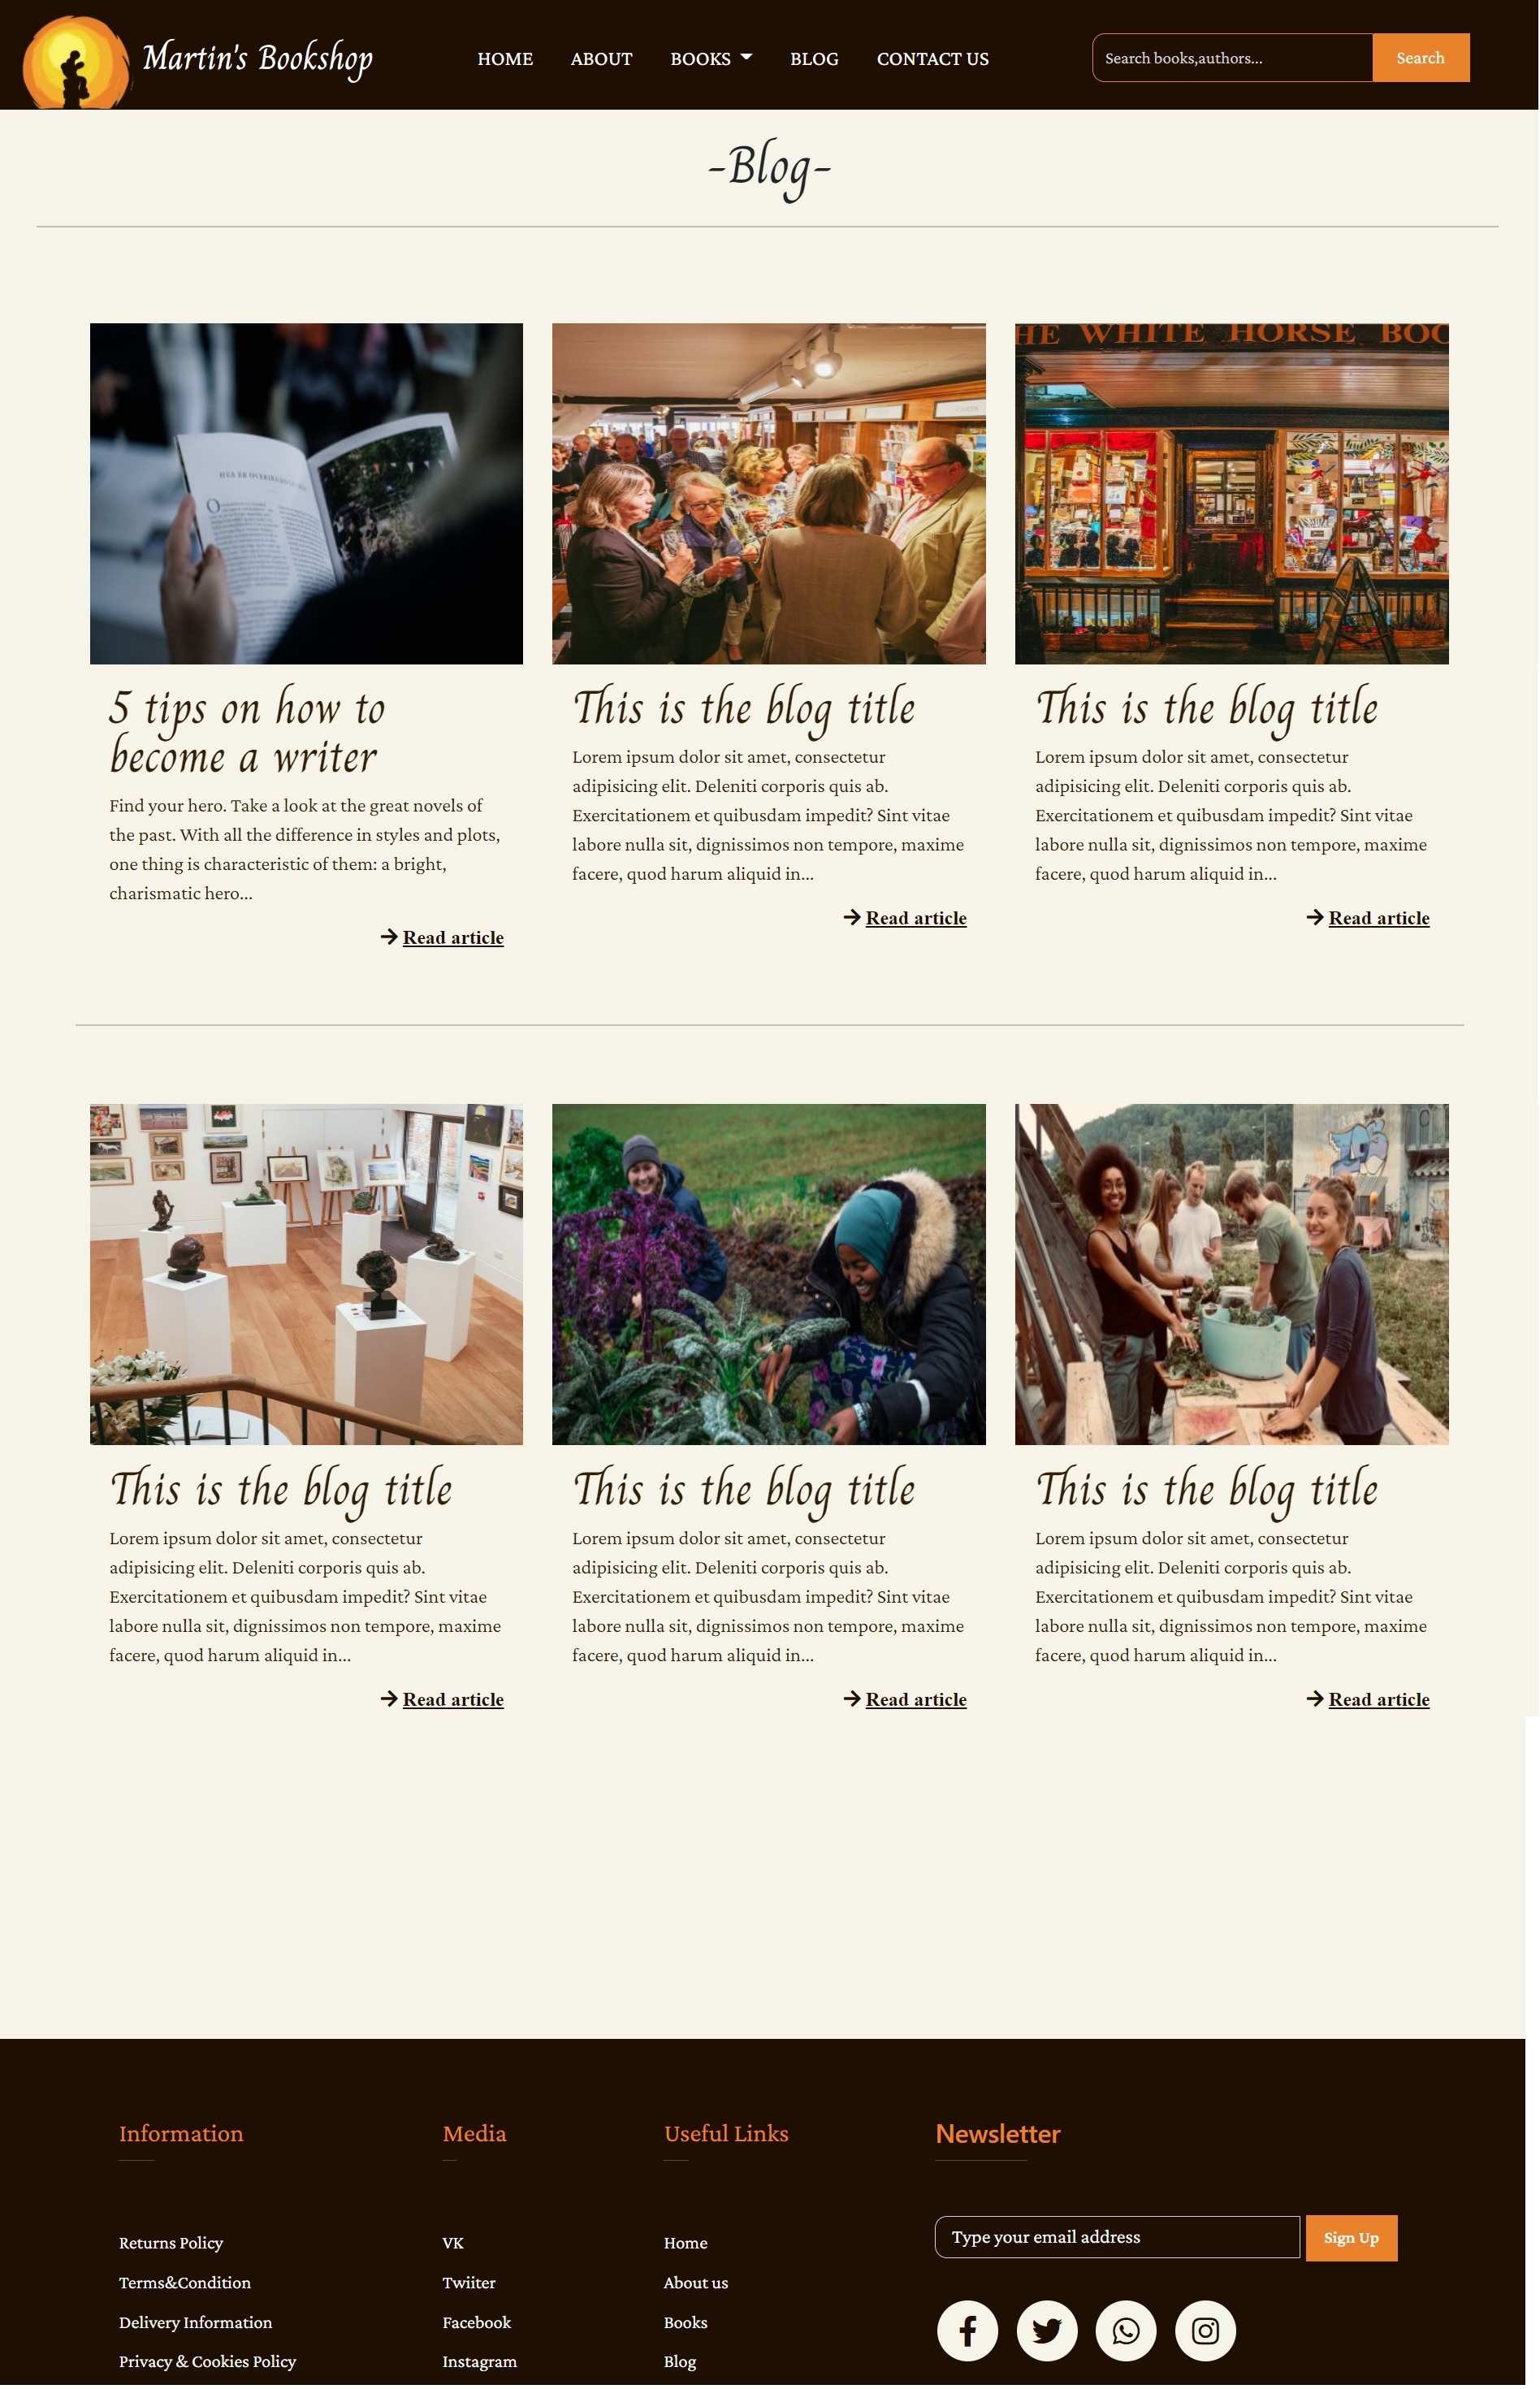 Martin's Bookshop
HOME ABOUT BOOKS BLOG CONTACT US
Search books,authors...
Search
-Blog-
HVA ER
HE WHITE HORSE BOO
5 tips on how to
become a writer
Find your hero. Take a look at the great novels of
the past. With all the difference in styles and plots,
one thing is characteristic of them: a bright,
charismatic hero...
Read article
This is the blog title
Lorem ipsum dolor sit amet, consectetur
adipisicing elit. Deleniti corporis quis ab.
Exercitationem et quibusdam impedit? Sint vitae
labore nulla sit, dignissimos non tempore, maxime
facere, quod harum aliquid in...
Read article
This is the blog title
Lorem ipsum dolor sit amet, consectetur
adipisicing elit. Deleniti corporis quis ab.
Exercitationem et quibusdam impedit? Sint vitae
labore nulla sit, dignissimos non tempore, maxime
facere, quod harum aliquid in...
Read article
This is the blog title
Lorem ipsum dolor sit amet, consectetur
adipisicing elit. Deleniti corporis quis ab.
Exercitationem et quibusdam impedit? Sint vitae
labore nulla sit, dignissimos non tempore, maxime
facere, quod harum aliquid in...
Read article
This is the blog title
Lorem ipsum dolor sit amet, consectetur
adipisicing elit. Deleniti corporis quis ab.
Exercitationem et quibusdam impedit? Sint vitae
labore nulla sit, dignissimos non tempore, maxime
facere, quod harum aliquid in...
Read article
This is the blog title
Lorem ipsum dolor sit amet, consectetur
adipisicing elit. Deleniti corporis quis ab.
Exercitationem et quibusdam impedit? Sint vitae
labore nulla sit, dignissimos non tempore, maxime
facere, quod harum aliquid in...
Read article
Information
Returns Policy
Terms&Condition
Delivery Information
Privacy & Cookies Policy
Media
VK
Twiiter
Facebook
Instagram
Useful Links
Home
About us
Books
Blog
Newsletter
Type your email address
Sign Up